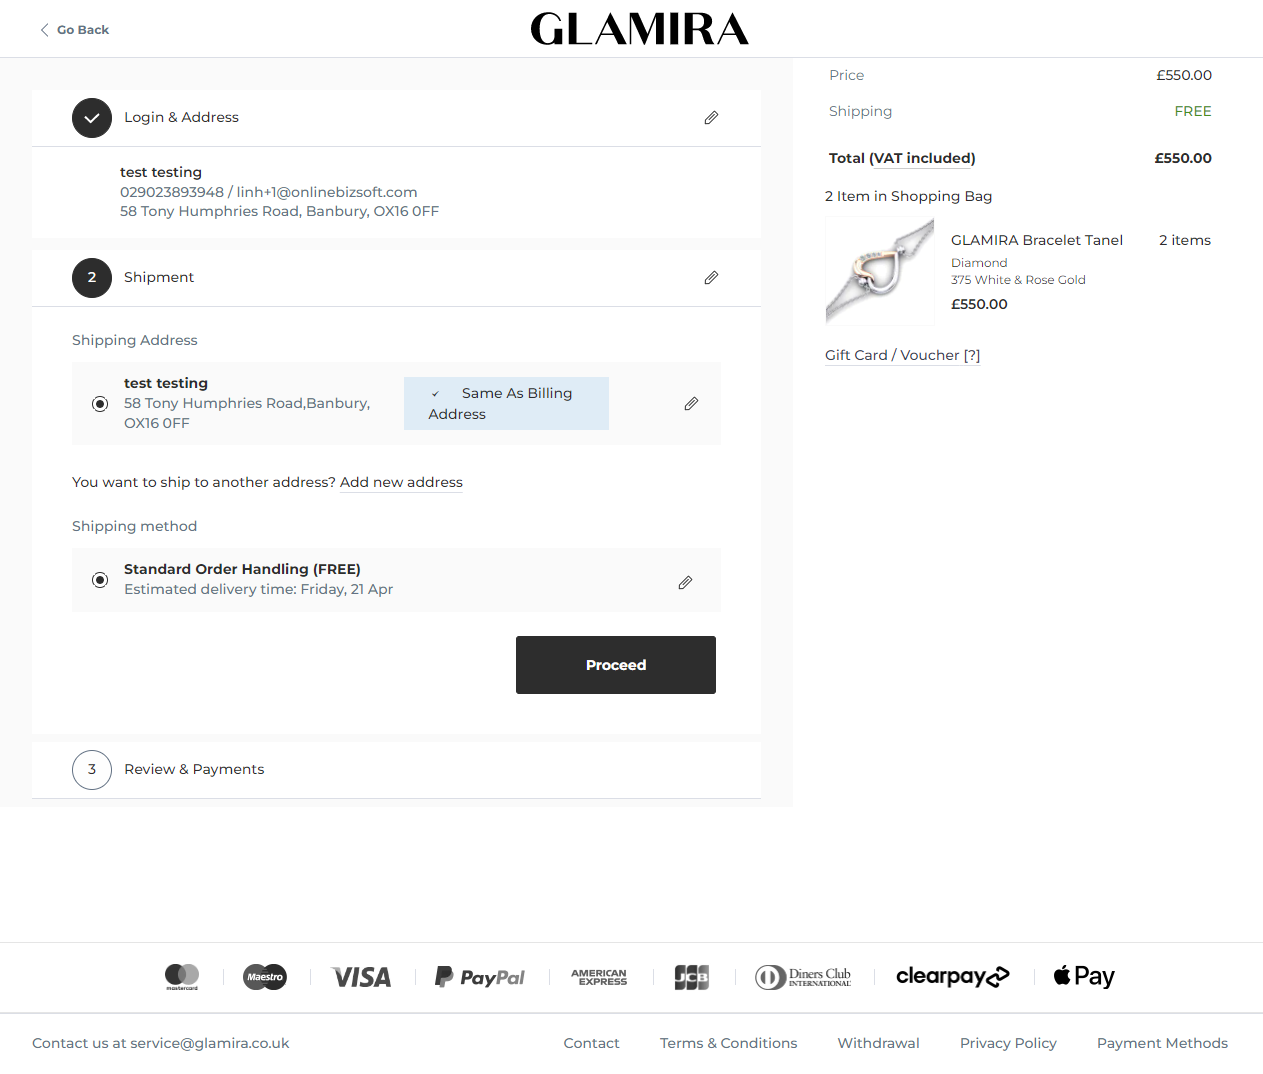 Go Back
GLAMIRA
Login & Address
test testing
029023893948 / linh+1@onlinebizsoft.com
58 Tony Humphries Road, Banbury, OX16 0FF
2 Shipment
Shipping Address
test testing
58 Tony Humphries Road,Banbury,
OX16 0FF
Same As Billing
Address
You want to ship to another address? Add new address
Shipping method
Standard Order Handling (FREE)
Estimated delivery time: Friday, 21 Apr
Proceed
3 Review & Payments
Price £550.00
Shipping FREE
Total (VAT included) £550.00
2 Item in Shopping Bag
GLAMIRA Bracelet Tanel 2 items
Diamond
375 White & Rose Gold
£550.00
Gift Card / Voucher [?]
mastercard
Maestro
VISA
PayPal
AMERICAN
EXPRESS
JCB
Diners Club
INTERNATIONAL
clearpay
Pay
Contact us at service@glamira.co.uk
Contact
Terms & Conditions
Withdrawal
Privacy Policy
Payment Methods